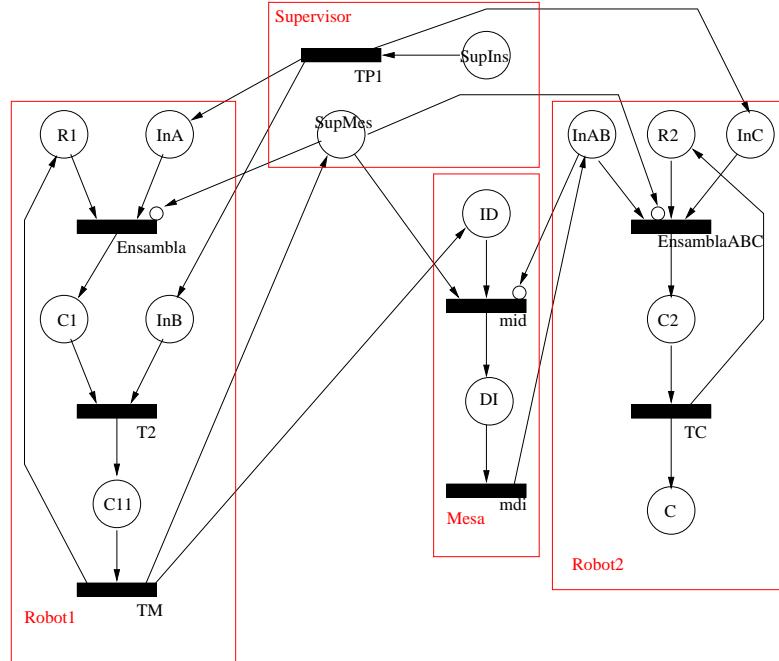 Supervisor
SupIns
TP1
R1
InA
SupMes
InAB
R2
InC
ID
Ensambla
EnsamblaABC
C1
InB
mid
C2
DI
T2
TC
C11
mdi
C
Mesa
Robot2
TM
Robot1